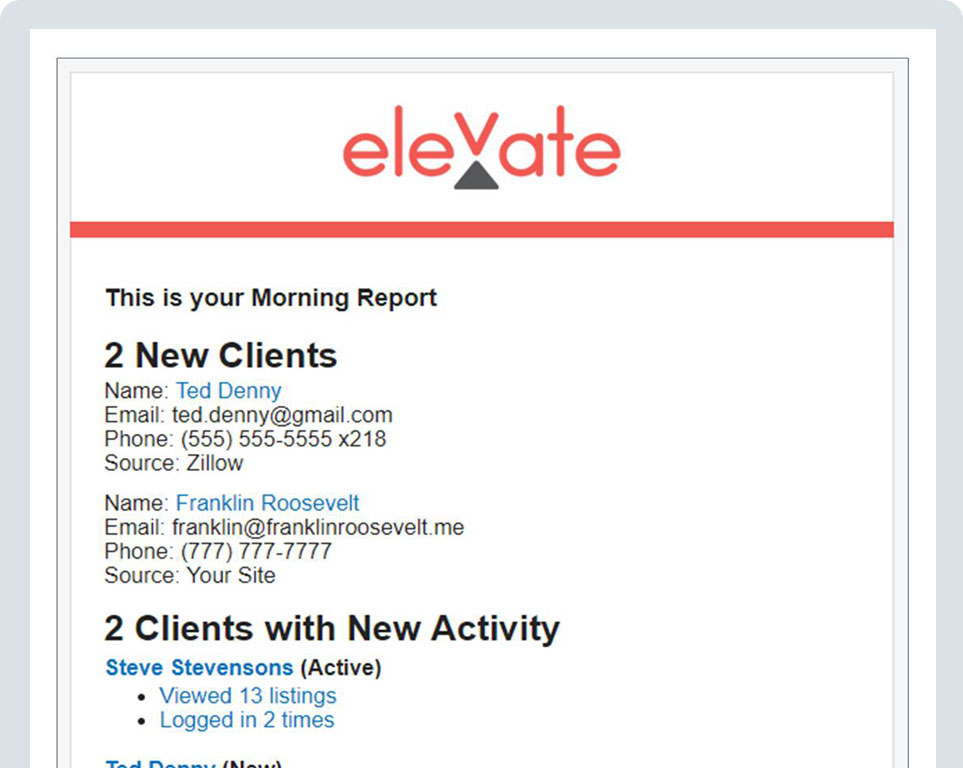 elevate
This is your Morning Report
2 New Clients
Name: Ted Denny
Email: ted.denny@gmail.com
Phone: (555) 555-5555 x218
Source: Zillow
Name: Franklin Roosevelt
Email: franklin@franklinroosevelt.me
Phone: (777) 777-7777
Source: Your Site
2 Clients with New Activity
Steve Stevensons (Active)
• Viewed 13 listings
• Logged in 2 times
Ted Denny (New)